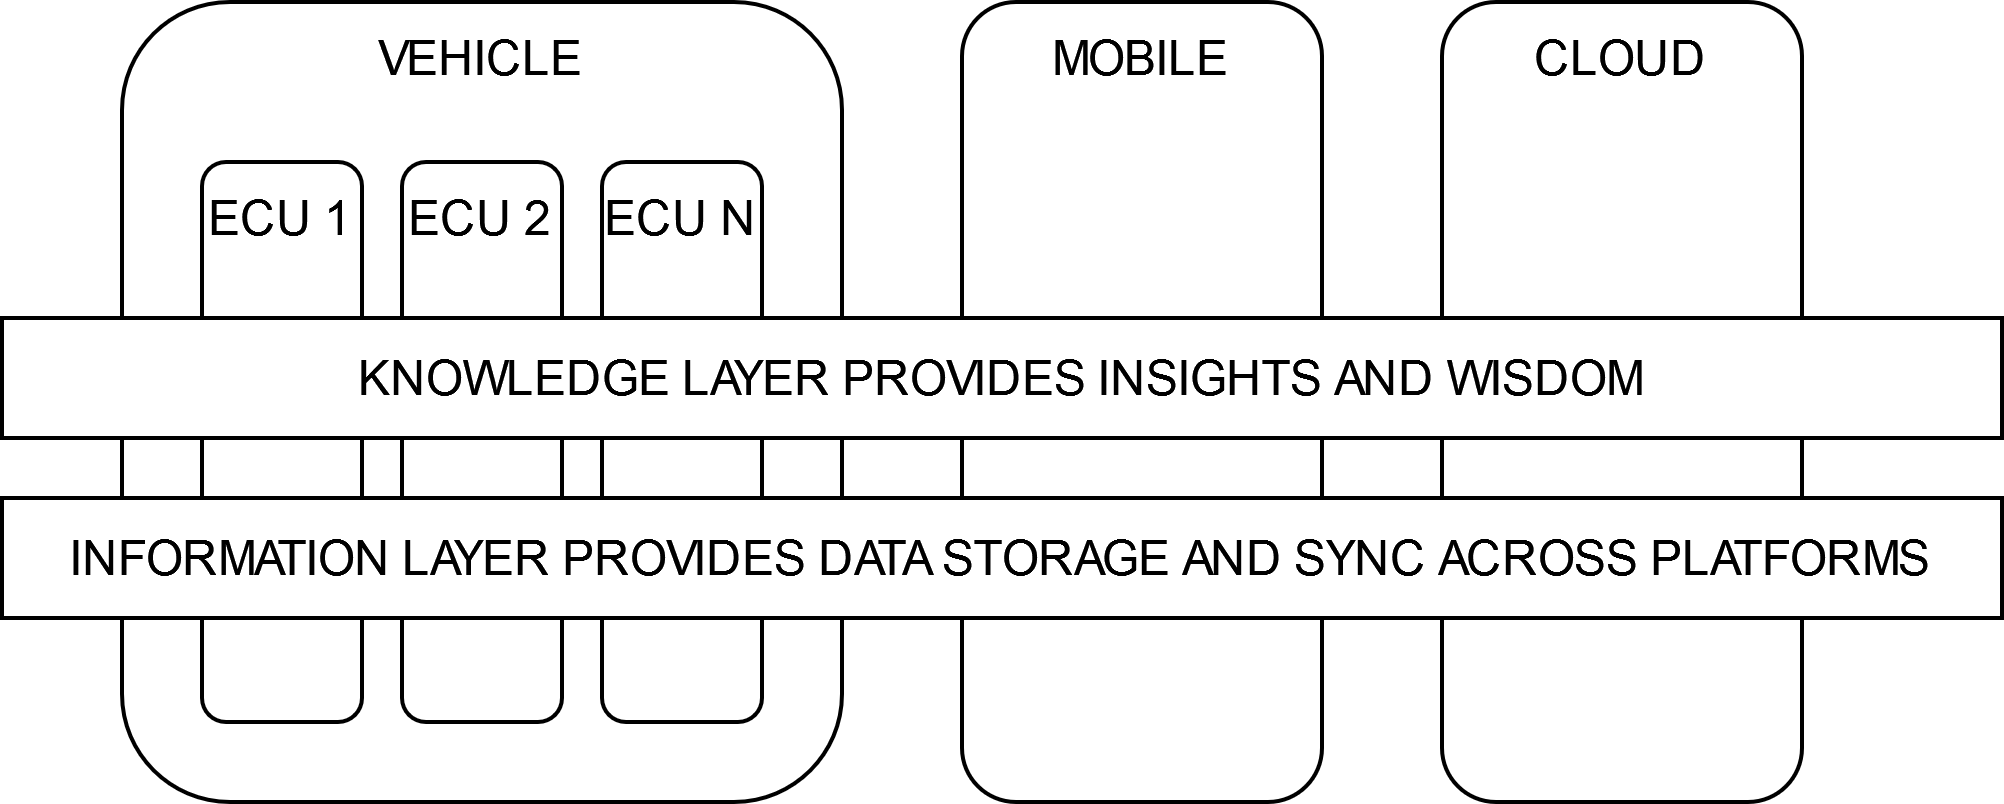 VEHICLE
MOBILE
CLOUD
ECU 1
ECU 2
ECU N
KNOWLEDGE LAYER PROVIDES INSIGHTS AND WISDOM
INFORMATION LAYER PROVIDES DATA STORAGE AND SYNC ACROSS PLATFORMS